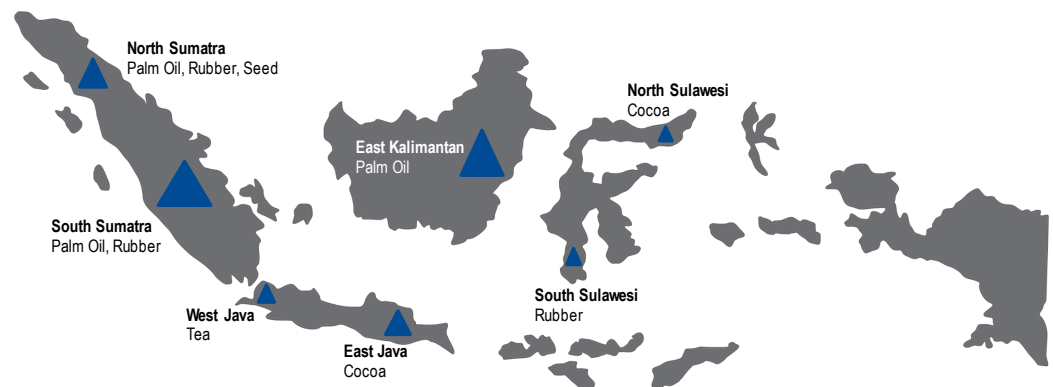 North Sumatra
Palm Oil, Rubber, Seed
North Sulawesi
Cocoa
East Kalimantan
Palm Oil
South Sumatra
Palm Oil, Rubber
South Sulawesi
Rubber
West Java
Tea
East Java
Cocoa